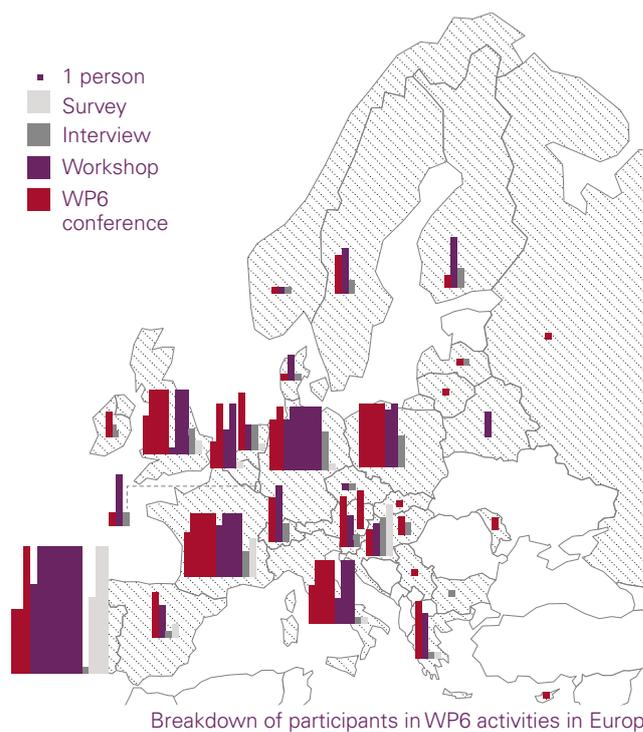 1 person
Survey
Interview
Workshop
WP6
conference
Breakdown of participants in WP6 activities in Europ